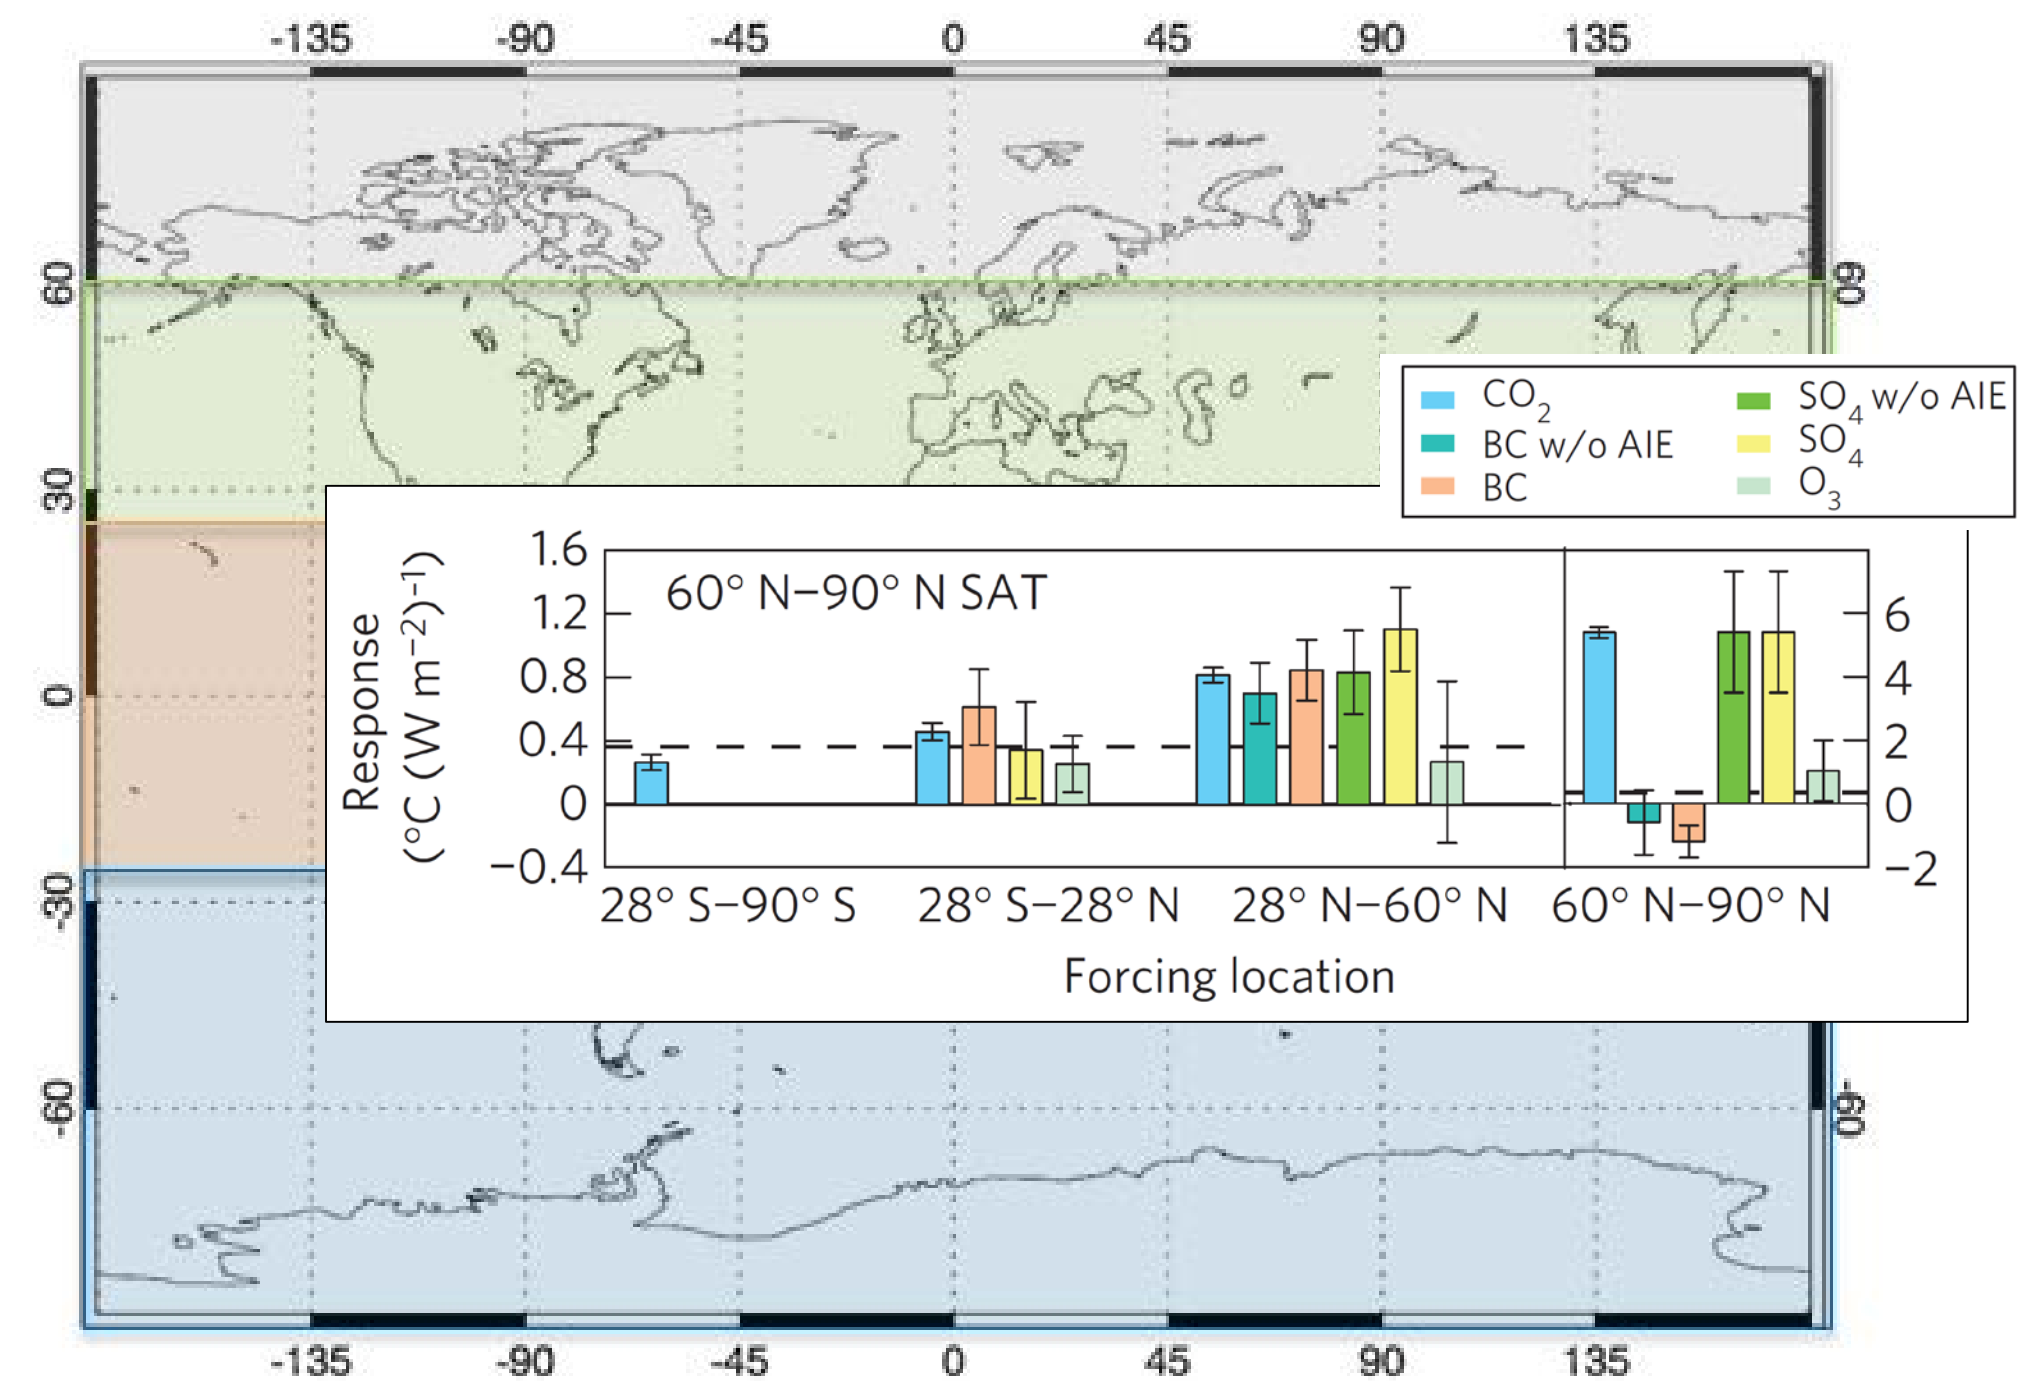 -135 -90 -45 0 45 90 135
60 60
30
0
-30
-60 -60
-135 -90 -45 0 45 90 135
CO2 SO4 w/o AIE
BC w/o AIE SO4
BC O3
60° N–90° N SAT
Response
(°C (W m−2)−1)
1.6
1.2 6
0.8 4
0.4 2
0 0
−0.4 −2
28° S–90° S 28° S–28° N 28° N–60° N 60° N–90° N
Forcing location